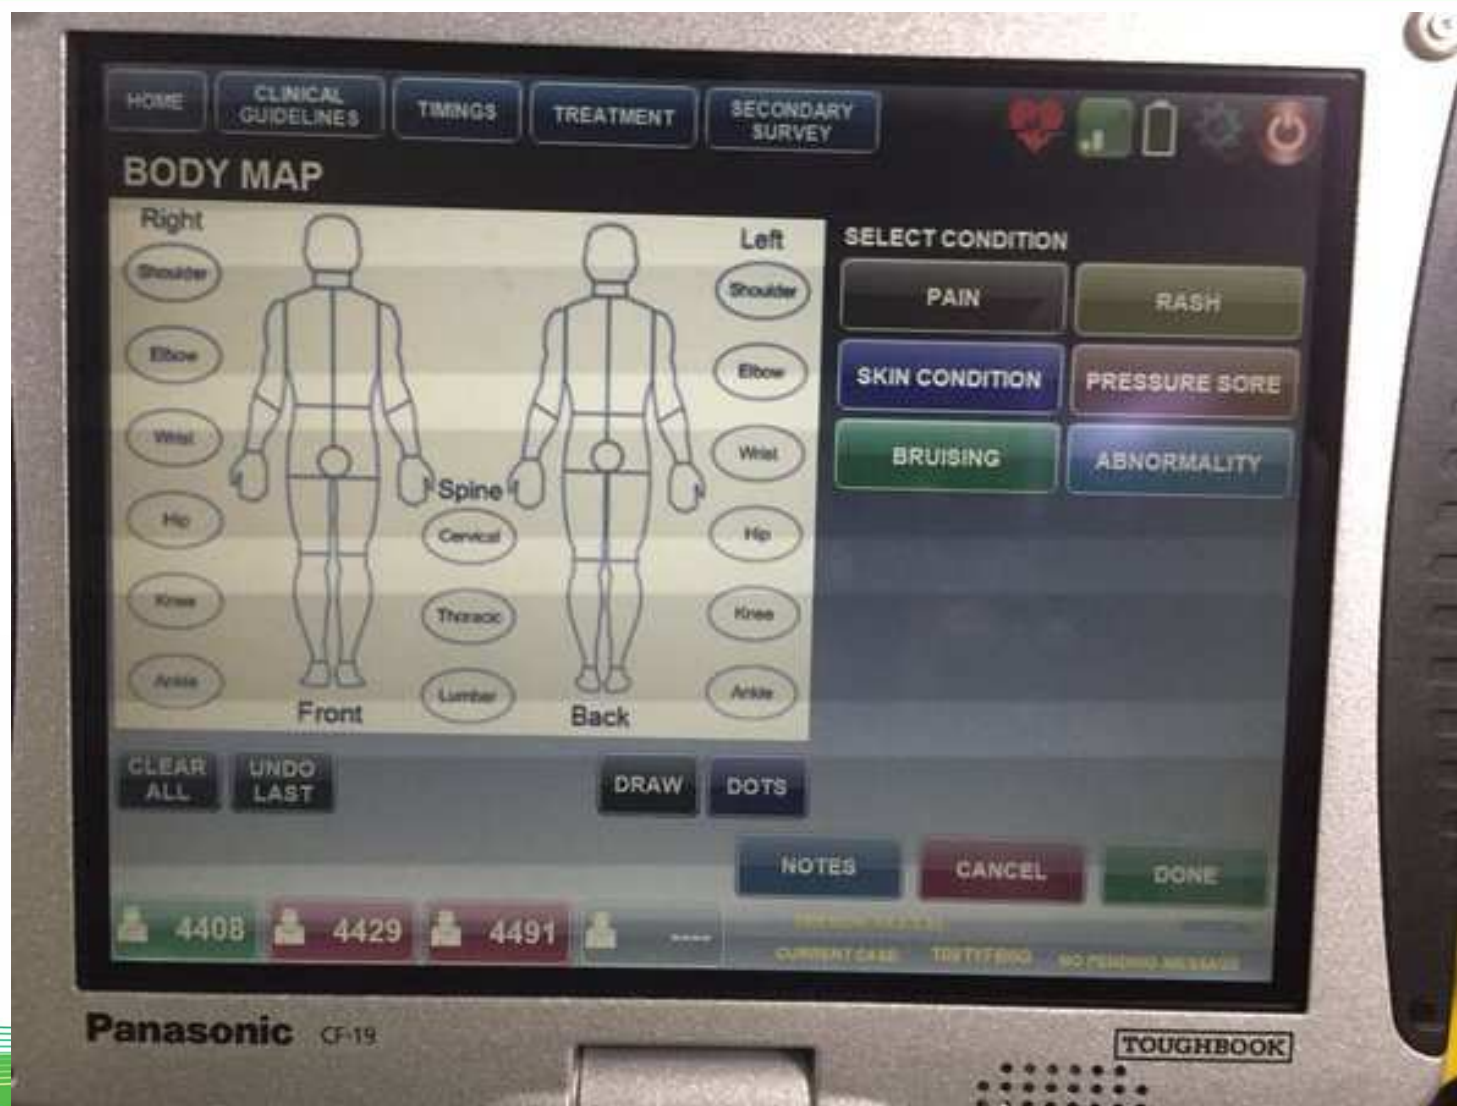 HOME
CLINICAL
GUIDELINES
TIMINGS
TREATMENT
SECONDARY
SURVEY
BODY MAP
Right
Left
Shoulder
Shoulder
Elbow
Elbow
Wrist
Wrist
Hip
Hip
Knee
Knee
Ankle
Ankle
Spine
Cervical
Thoracic
Lumbar
Front
Back
SELECT CONDITION
PAIN
RASH
SKIN CONDITION
PRESSURE SORE
BRUISING
ABNORMALITY
CLEAR
ALL
UNDO
LAST
DRAW
DOTS
NOTES
CANCEL
DONE
4408
4429
4491
----
CURRENT CASE:
NO PENDING MESSAGE
Panasonic CF-19
TOUGHBOOK